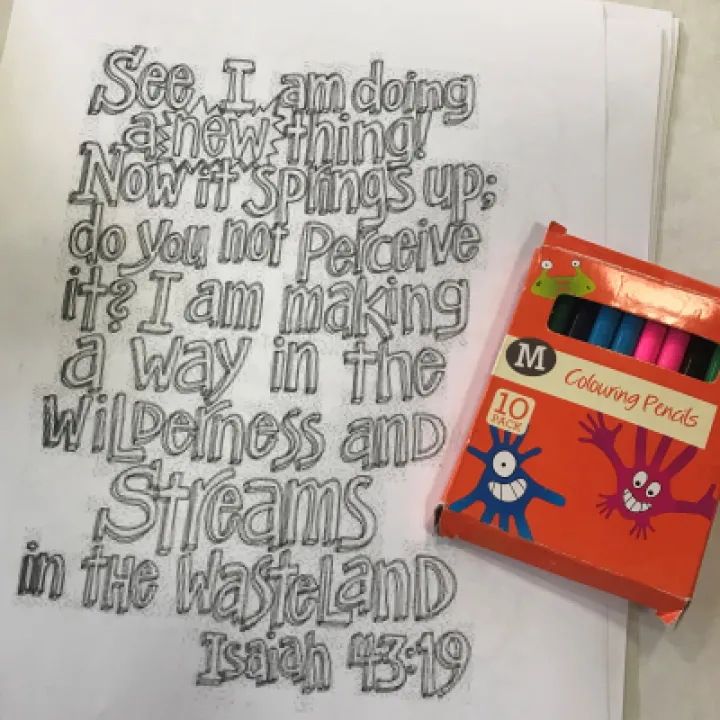 See, I am doing
a new thing!
Now it springs up;
do you not perceive
it? I am making
a way in the
WiLDerness and
Streams
in the WasteLanD
Isaiah 43:19
M
Colouring Pencils
10
PACK